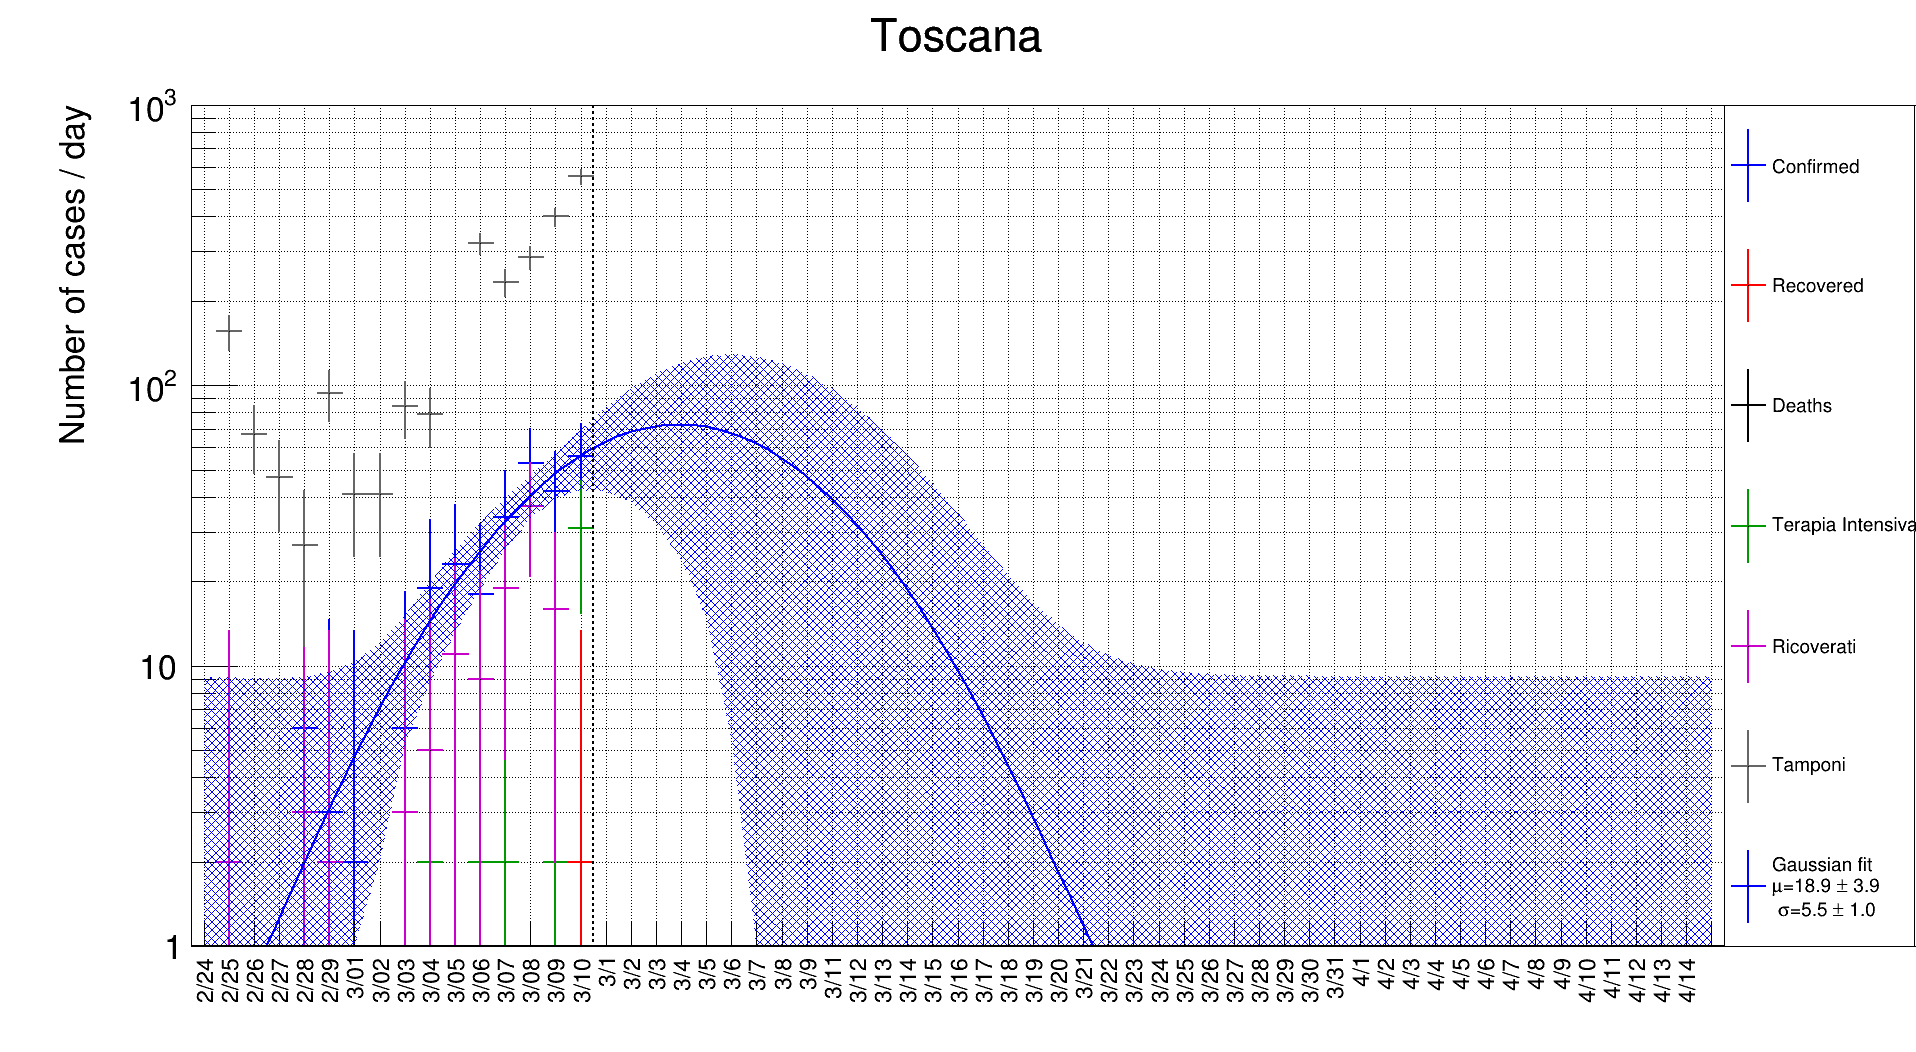 Toscana
Number of cases / day
10³
10²
10
1
2/24 2/25 2/26 2/27 2/28 2/29 3/01 3/02 3/03 3/04 3/05 3/06 3/07 3/08 3/09 3/10 3/1 3/2 3/3 3/4 3/5 3/6 3/7 3/8 3/9 3/11 3/12 3/13 3/14 3/15 3/16 3/17 3/18 3/19 3/20 3/21 3/22 3/23 3/24 3/25 3/26 3/27 3/28 3/29 3/30 3/31 4/1 4/2 4/3 4/4 4/5 4/6 4/7 4/8 4/9 4/10 4/11 4/12 4/13 4/14
Confirmed
Recovered
Deaths
Terapia Intensiva
Ricoverati
Tamponi
Gaussian fit
μ=18.9 ± 3.9
σ=5.5 ± 1.0